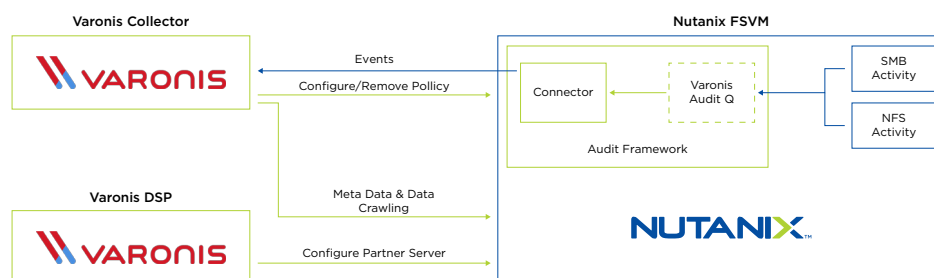 Varonis Collector
Nutanix FSVM
VARONIS
Events
Configure/Remove Pollicy
Connector
Varonis
Audit Q
Audit Framework
SMB
Activity
NFS
Activity
Meta Data & Data
Crawling
Varonis DSP
VARONIS
Configure Partner Server
NUTANIX™